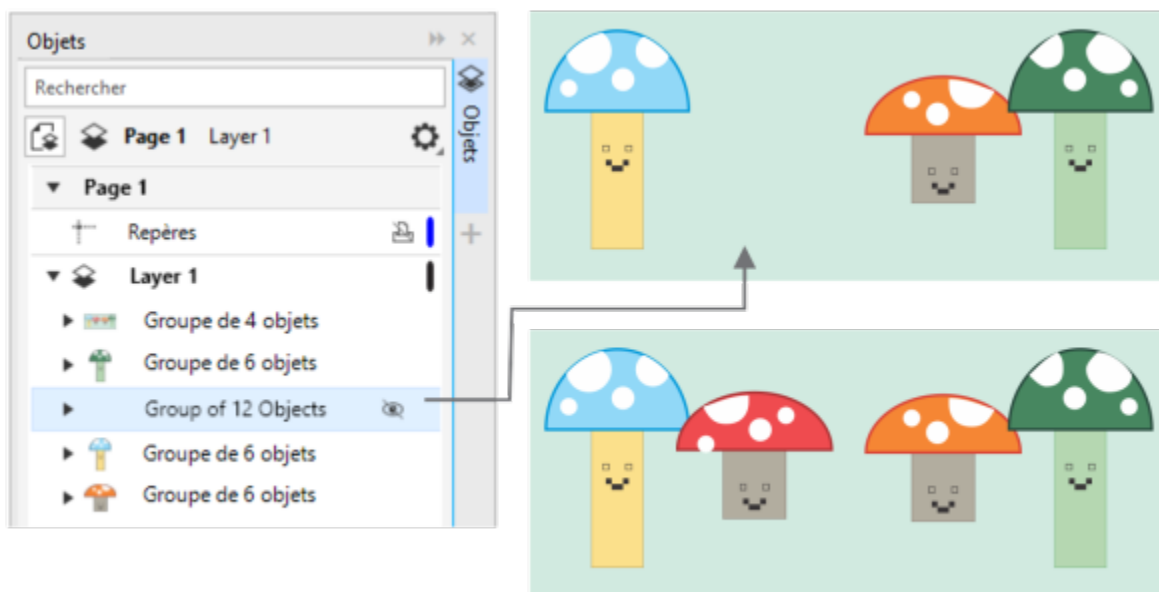 Objets
Rechercher
Page 1 Layer 1
Objets
Page 1
Repères
Layer 1
Groupe de 4 objets
Groupe de 6 objets
Group of 12 Objects
Groupe de 6 objets
Groupe de 6 objets